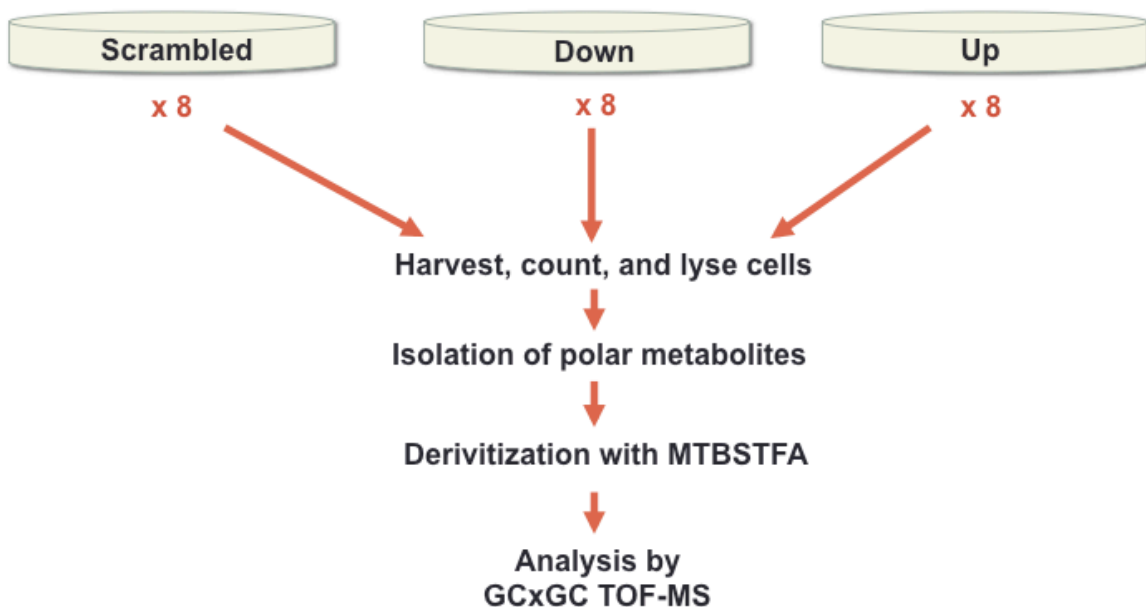 Scrambled
Down
Up
x 8
x 8
x 8
Harvest, count, and lyse cells
Isolation of polar metabolites
Derivitization with MTBSTFA
Analysis by
GCxGC TOF-MS